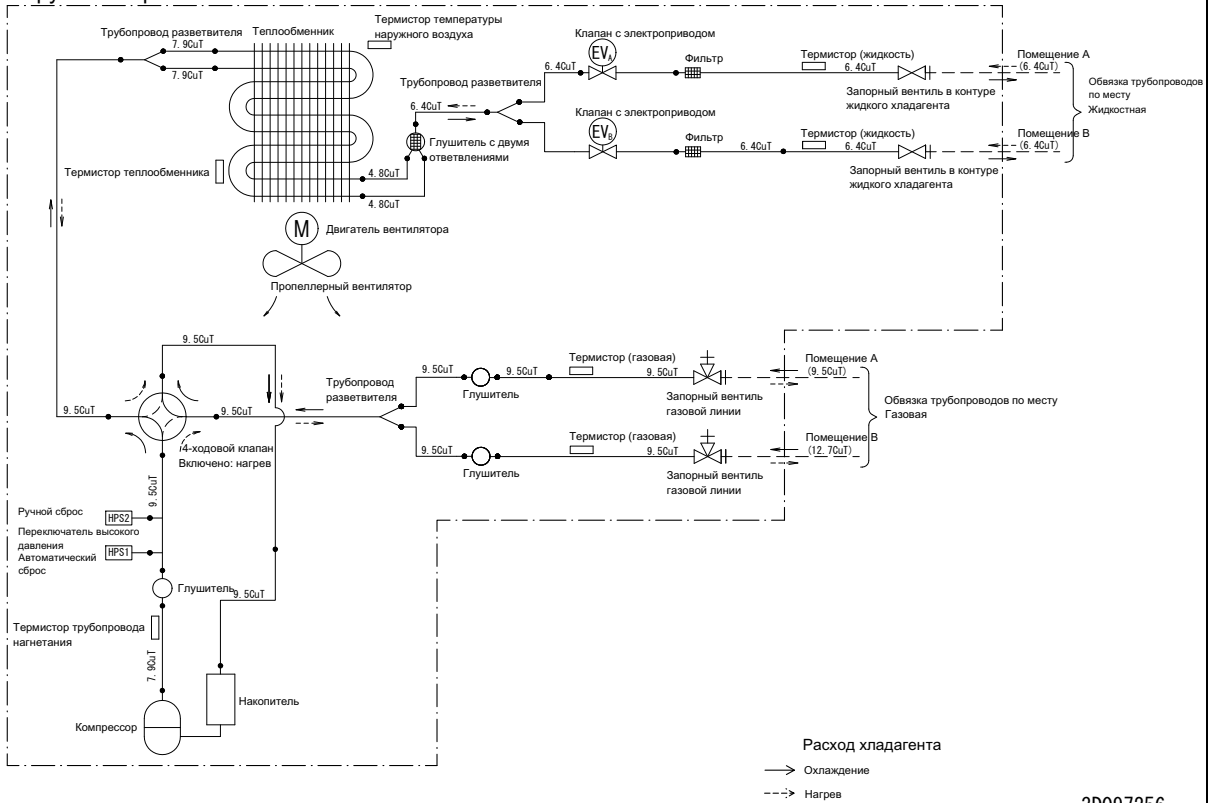 Трубопровод разветвителя
Теплообменник
Термистор температуры
наружного воздуха
7.9CuT
7.9CuT
Клапан с электроприводом
EVA
6.4CuT
Фильтр
Термистор (жидкость)
6.4CuT
Помещение A
(6.4CuT)
Трубопровод разветвителя
6.4CuT
Запорный вентиль в контуре
жидкого хладагента
Обвязка трубопроводов
по месту
Жидкостная
Клапан с электроприводом
EVB
Фильтр
6.4CuT
Термистор (жидкость)
6.4CuT
Помещение B
(6.4CuT)
Глушитель с двумя
ответвлениями
Запорный вентиль в контуре
жидкого хладагента
Термистор теплообменника
4.8CuT
4.8CuT
M
Двигатель вентилятора
Пропеллерный вентилятор
9.5CuT
9.5CuT
9.5CuT
Трубопровод
разветвителя
9.5CuT
9.5CuT
Глушитель
Термистор (газовая)
9.5CuT
Запорный вентиль
газовой линии
Помещение A
(9.5CuT)
Обвязка трубопроводов по месту
Газовая
4-ходовой клапан
Включено: нагрев
9.5CuT
Глушитель
Термистор (газовая)
9.5CuT
Запорный вентиль
газовой линии
Помещение B
(12.7CuT)
9.5CuT
Ручной сброс
HPS2
Переключатель высокого
давления
Автоматический
сброс
HPS1
Глушитель
9.5CuT
Термистор трубопровода
нагнетания
7.9CuT
Накопитель
Компрессор
Расход хладагента
Охлаждение
Нагрев